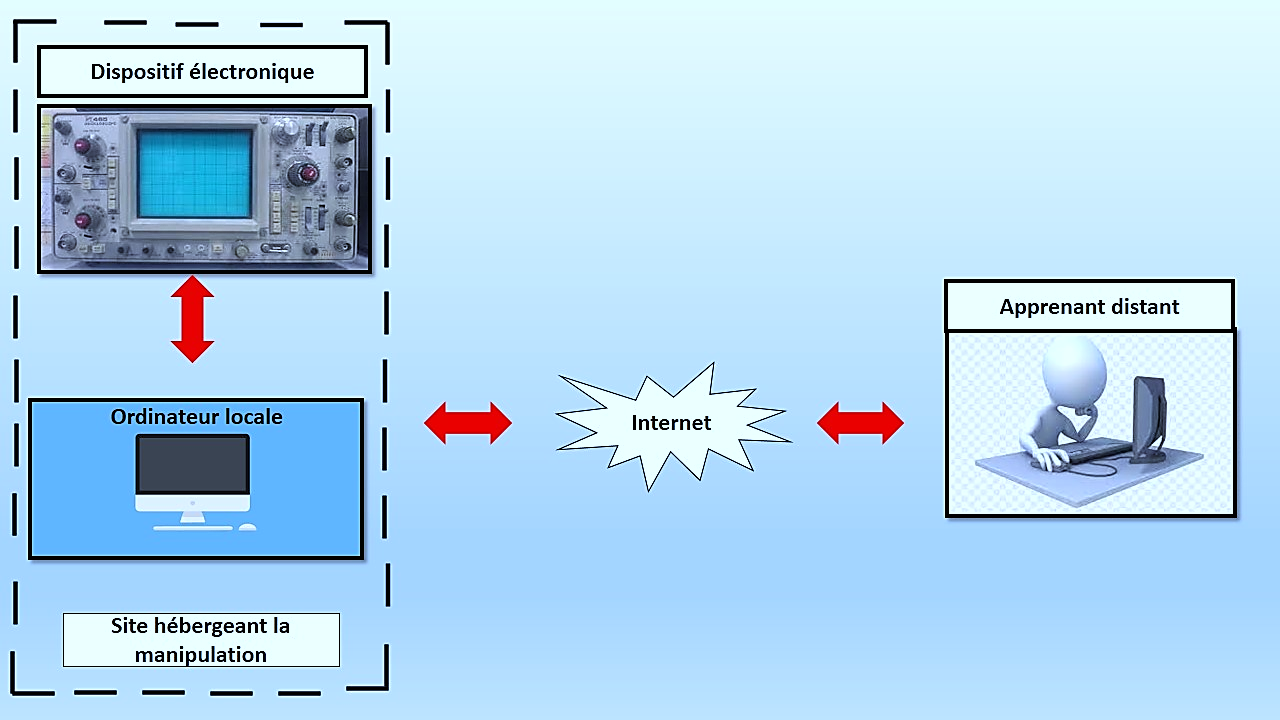 Dispositif électronique
Ordinateur locale
Site hébergeant la
manipulation
Internet
Apprenant distant